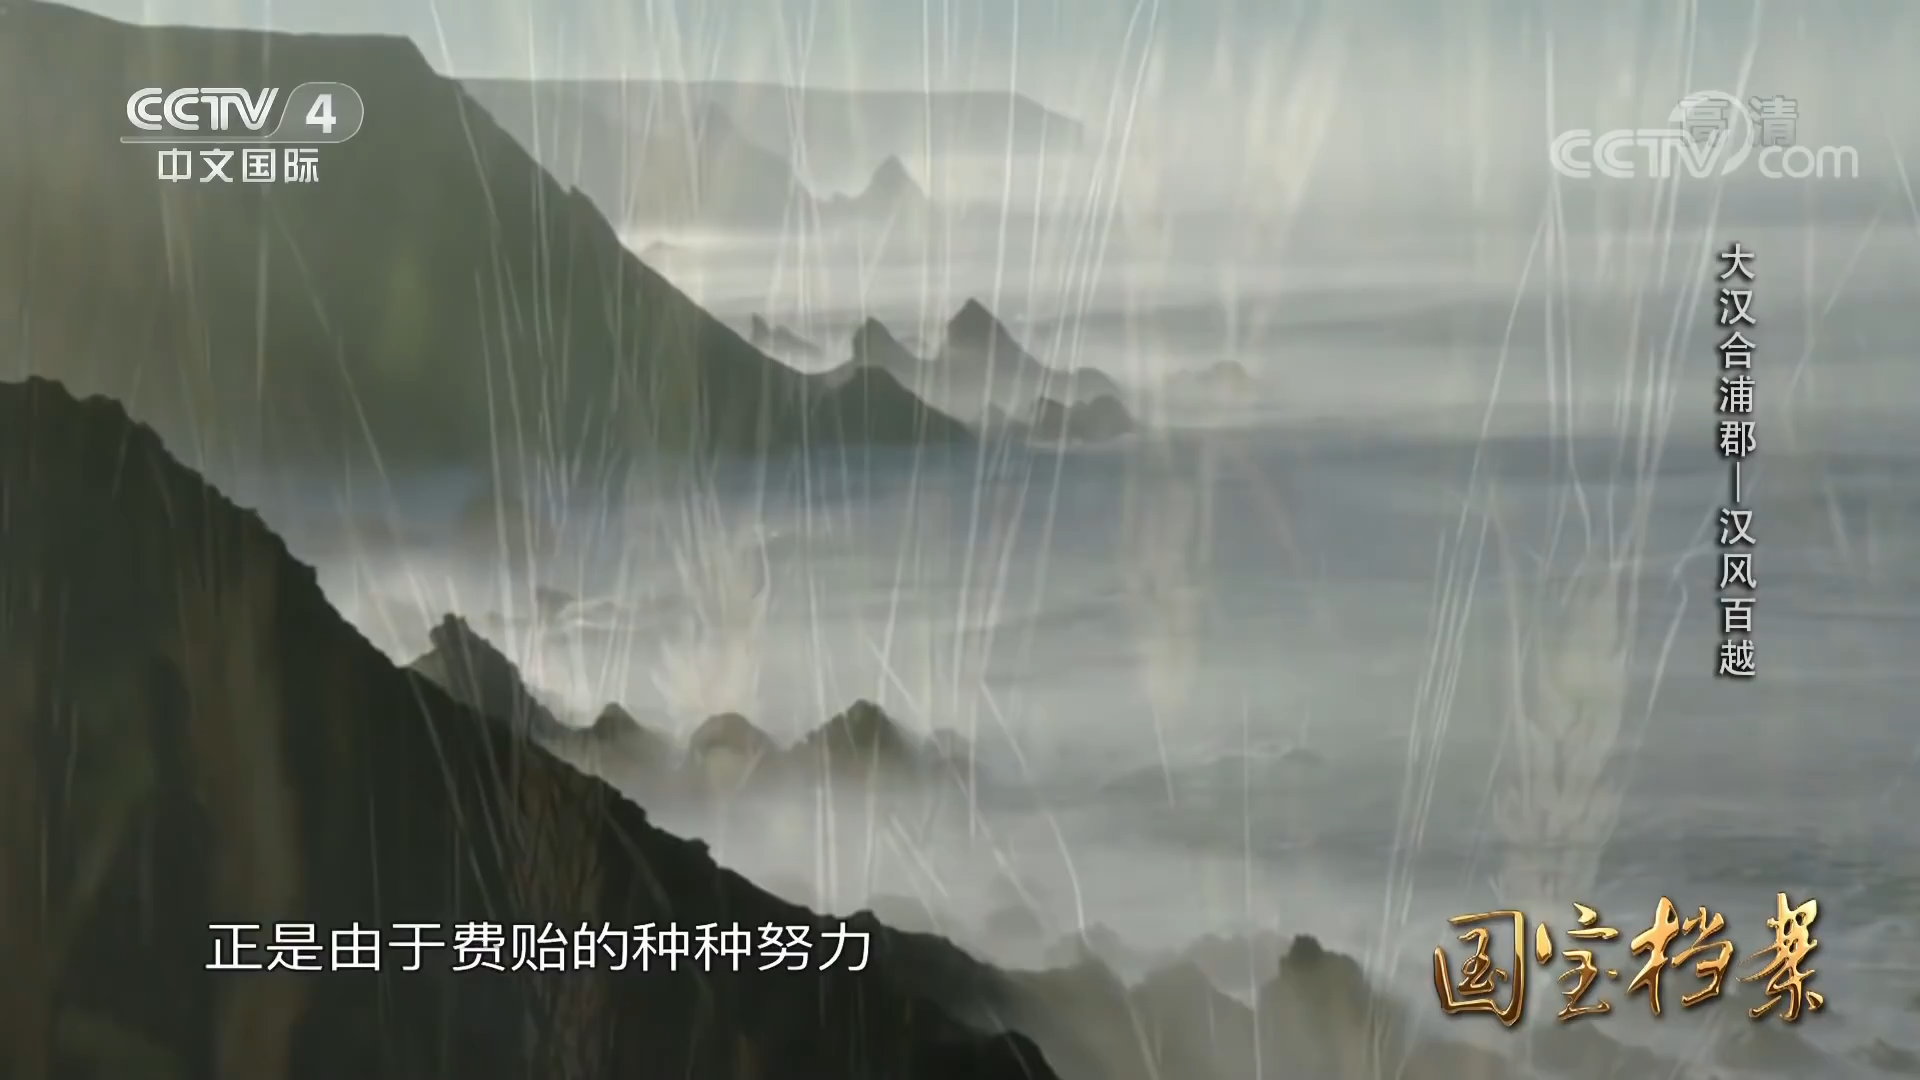 CCTV 4
中文国际
高清
CCTV com
大汉合浦郡—汉风百越
正是由于费贻的种种努力
国宝档案